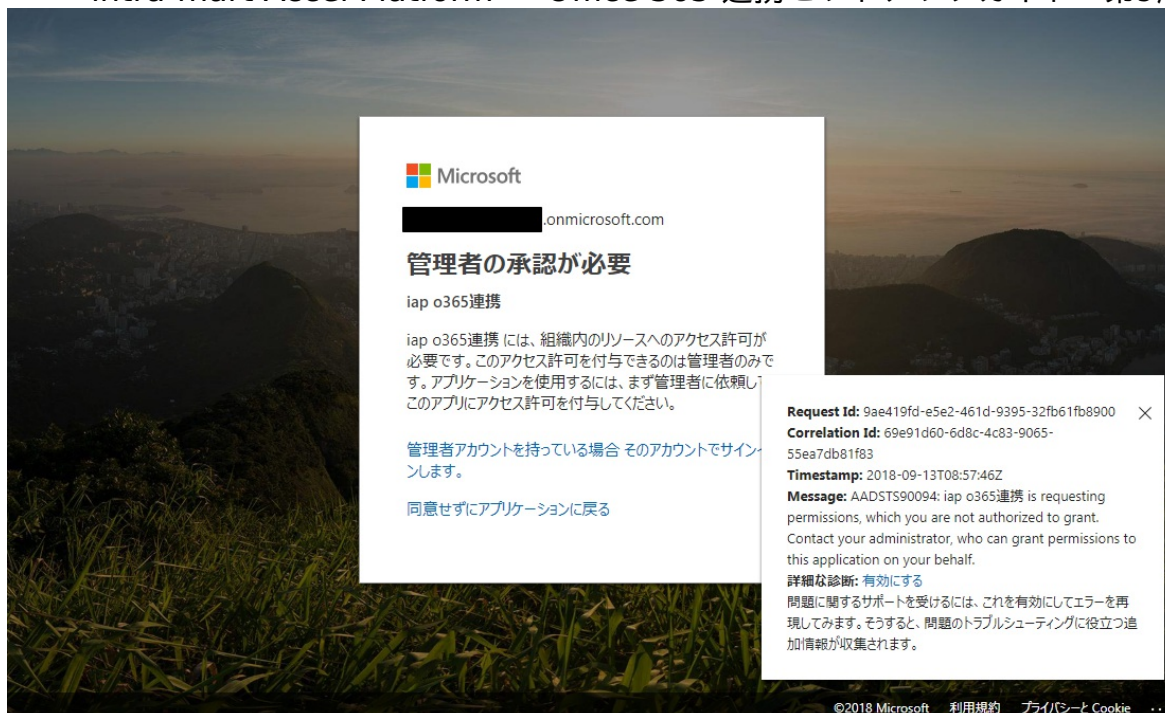 Microsoft
.onmicrosoft.com
管理者の承認が必要
iap o365連携
iap o365連携 には、組織内のリソースへのアクセス許可が
必要です。このアクセス許可を付与できるのは管理者のみで
す。アプリケーションを使用するには、まず管理者に依頼し
このアプリにアクセス許可を付与してください。
管理者アカウントを持っている場合 そのアカウントでサイン
ンします。
同意せずにアプリケーションに戻る
Request Id: 9ae419fd-e5e2-461d-9395-32fb61fb8900
Correlation Id: 69e91d60-6d8c-4c83-9065-
55ea7db81f83
Timestamp: 2018-09-13T08:57:46Z
Message: AADSTS90094: iap o365連携 is requesting
permissions, which you are not authorized to grant.
Contact your administrator, who can grant permissions to
this application on your behalf.
詳細な診断: 有効にする
問題に関するサポートを受けるには、これを有効にしてエラーを再
現してみます。そうすると、問題のトラブルシューティングに役立つ追
加情報が収集されます。
©2018 Microsoft 利用規約 プライバシーと Cookie ...